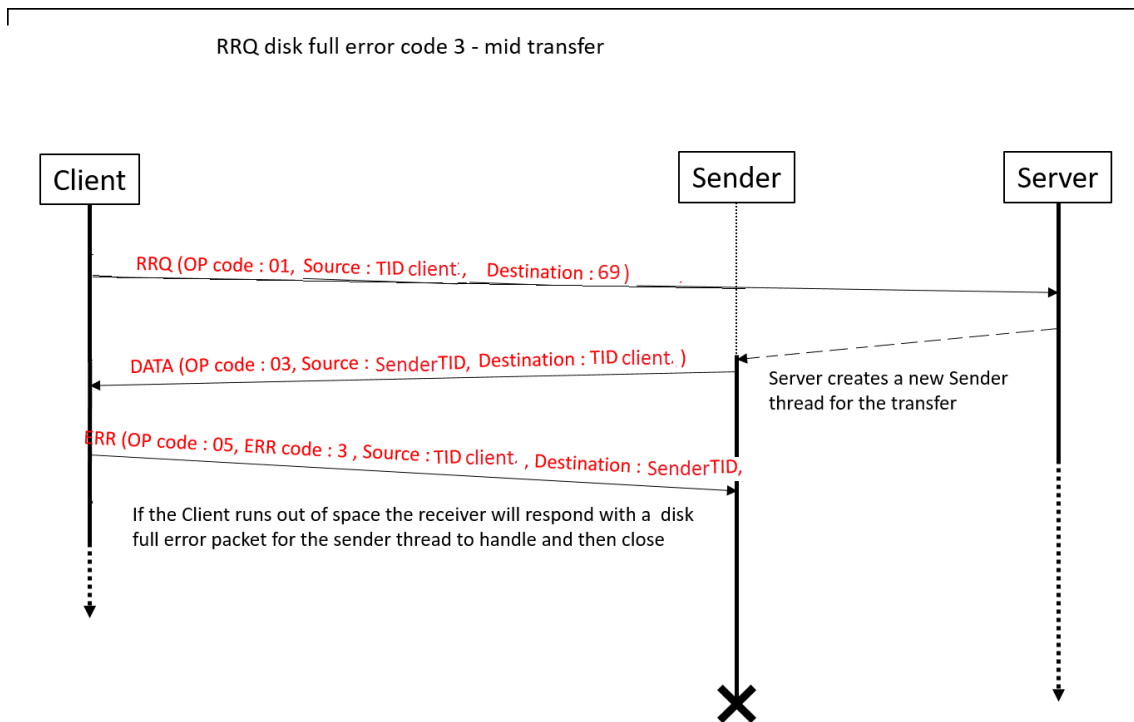 RRQ disk full error code 3 - mid transfer
Client
Sender
Server
RRQ (OP code : 01, Source : TID client:, Destination : 69)
DATA (OP code : 03, Source : SenderTID, Destination : TID client. )
Server creates a new Sender
thread for the transfer
ERR (OP code : 05, ERR code : 3 , Source : TID client. , Destination : SenderTID,
If the Client runs out of space the receiver will respond with a disk
full error packet for the sender thread to handle and then close